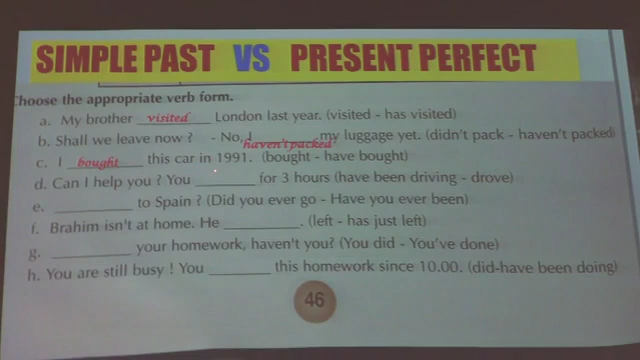 SIMPLE PAST VS PRESENT PERFECT
Choose the appropriate verb form.
a. My brother visited London last year. (visited - has visited)
b. Shall we leave now ? - No, I haven't packed my luggage yet. (didn't pack - haven't packed)
c. I bought this car in 1991. (bought - have bought)
d. Can I help you ? You ________ for 3 hours (have been driving - drove)
e. __________ to Spain ? (Did you ever go - Have you ever been)
f. Brahim isn't at home. He __________. (left - has just left)
g. __________ your homework, haven't you? (You did - You've done)
h. You are still busy ! You ________ this homework since 10.00. (did-have been doing)
46